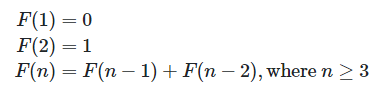 F(1) = 0
F(2) = 1
F(n) = F(n − 1) + F(n − 2), where n ≥ 3